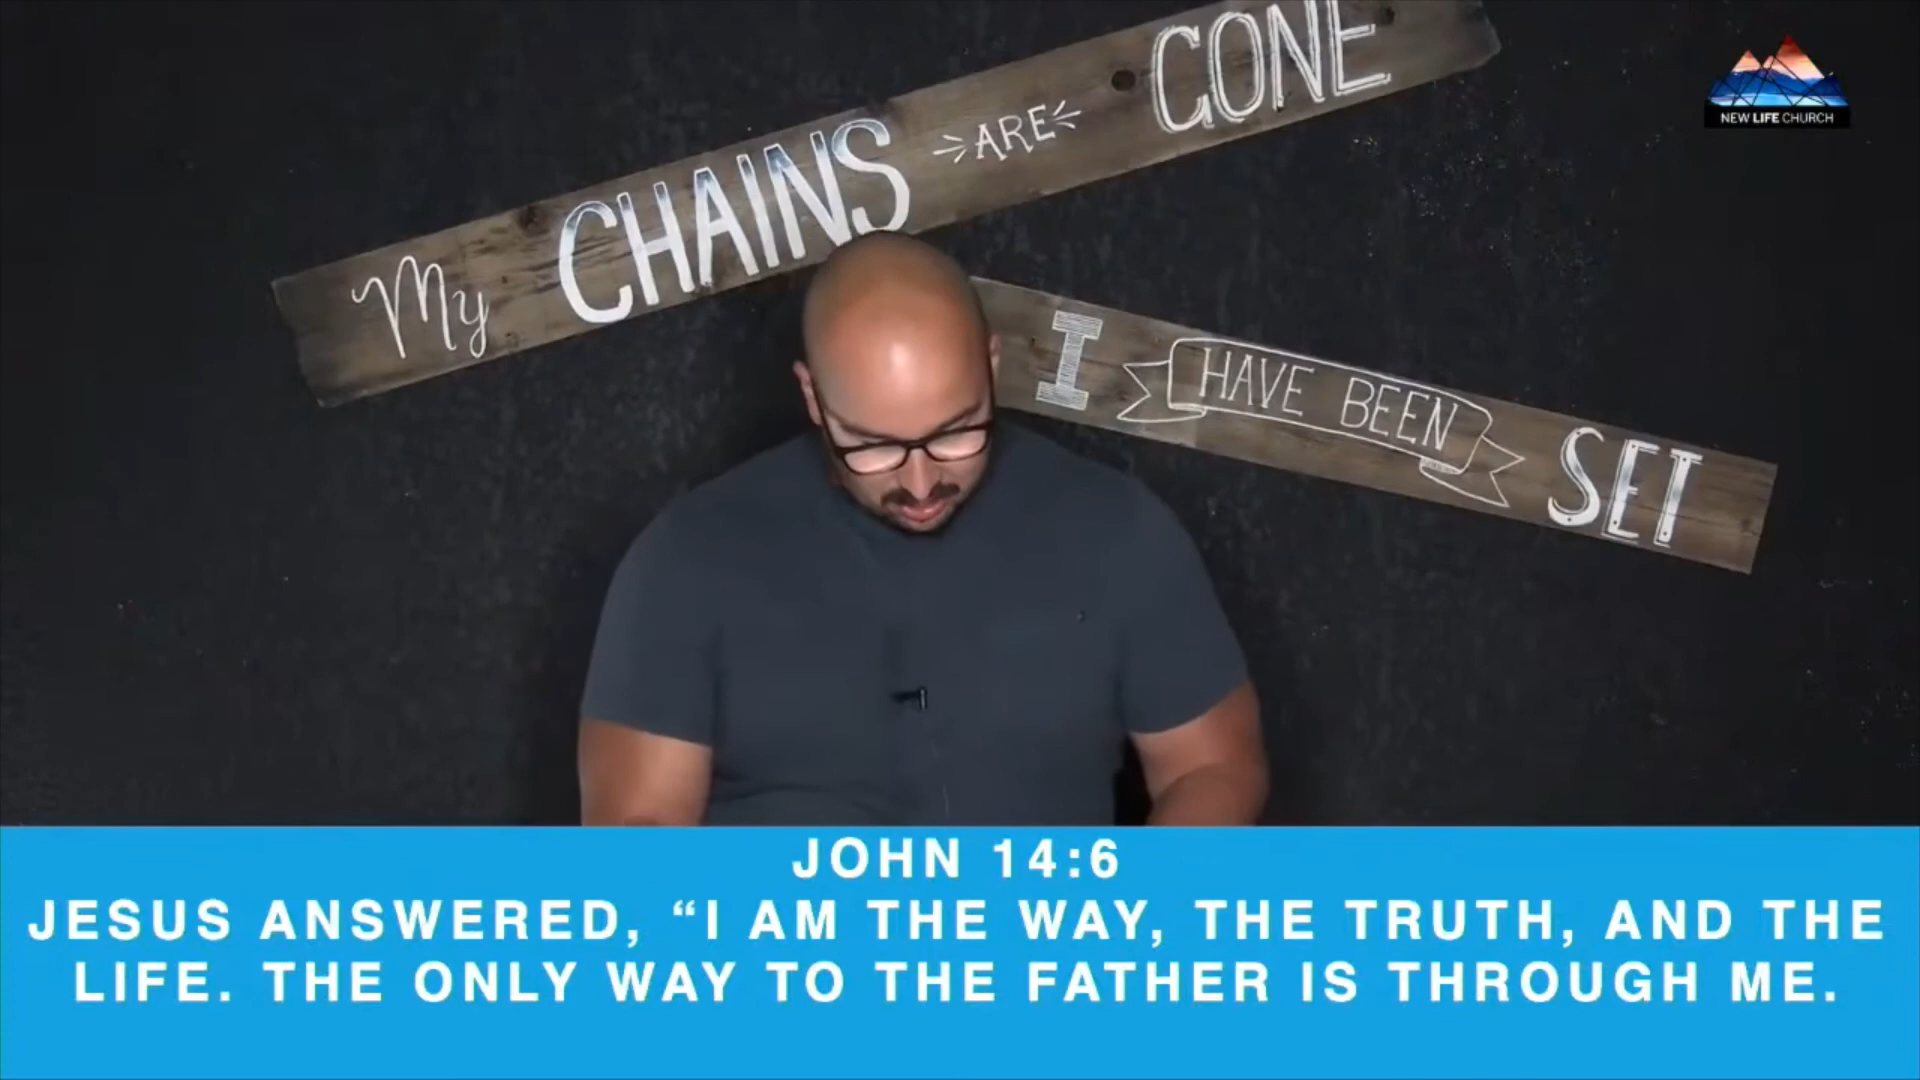 My CHAINS ARE GONE
NEW LIFE CHURCH
I HAVE BEEN SET
JOHN 14:6
JESUS ANSWERED, “I AM THE WAY, THE TRUTH, AND THE
LIFE. THE ONLY WAY TO THE FATHER IS THROUGH ME.